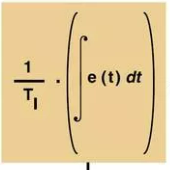 1/T_I · (∫ e (t) dt)